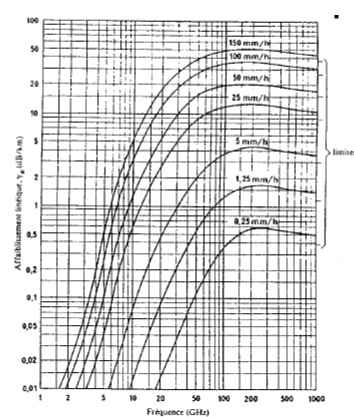 100
50
20
10
5
2
1
0,5
0,2
0,1
0,05
0,02
0,01
Affaiblissement linéique, γR (dB/km)
150 mm/h
100 mm/h
50 mm/h
25 mm/h
5 mm/h
1,25 mm/h
0,25 mm/h
limite
1 2 5 10 20 50 100 200 500 1000
Fréquence (GHz)